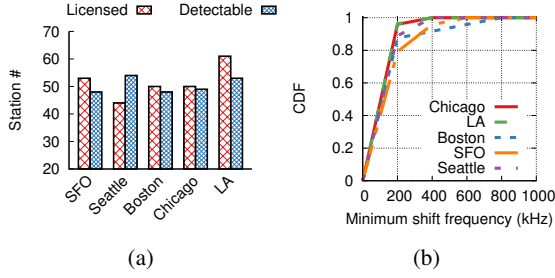 Licensed Detectable
Station #
60
50
40
30
20
SFO
Seattle
Boston
Chicago
LA
(a)
CDF
1
0.8
0.6
0.4
0.2
0
Chicago
LA
Boston
SFO
Seattle
0 200 400 600 800 1000
Minimum shift frequency (kHz)
(b)